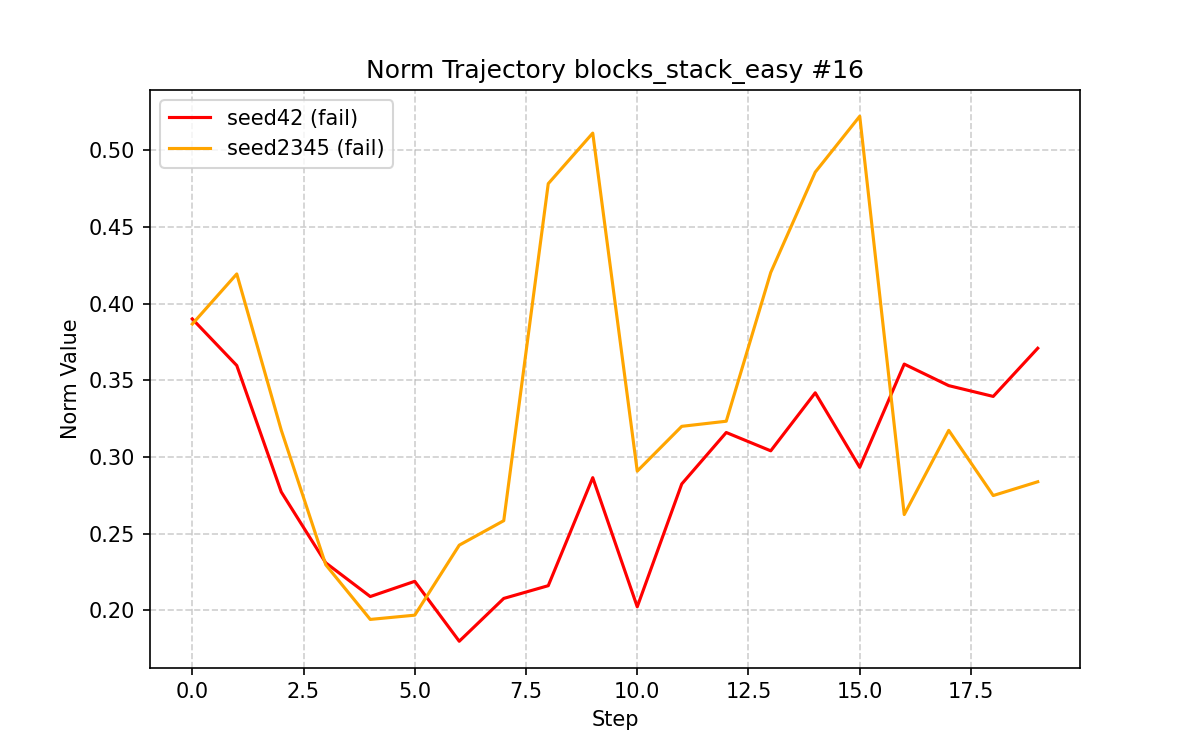 Norm Trajectory blocks_stack_easy #16
seed42 (fail)
seed2345 (fail)
Norm Value
0.50
0.45
0.40
0.35
0.30
0.25
0.20
0.0 2.5 5.0 7.5 10.0 12.5 15.0 17.5
Step